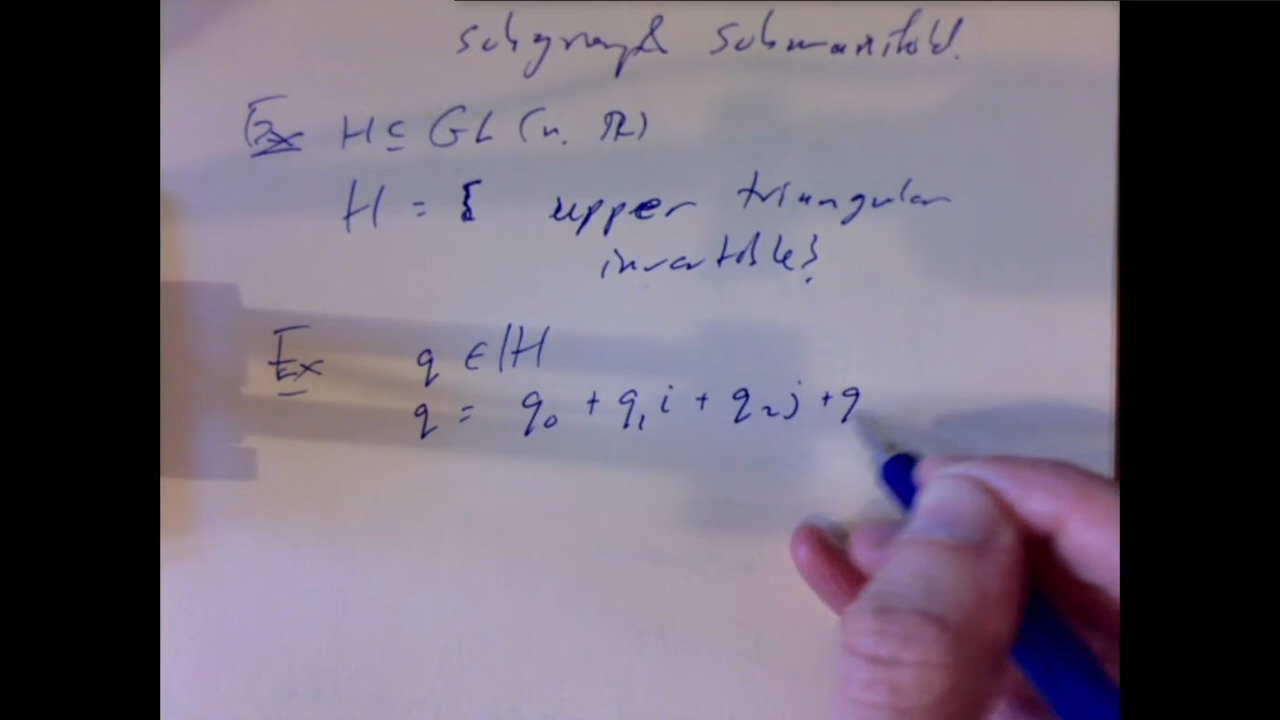 subgroup & submanifold.
Ex H ⊆ GL (n, ℝ)
H = { upper triangular
invertible}
Ex q ∈ ℍ
q = q₀ + q₁i + q₂j + q